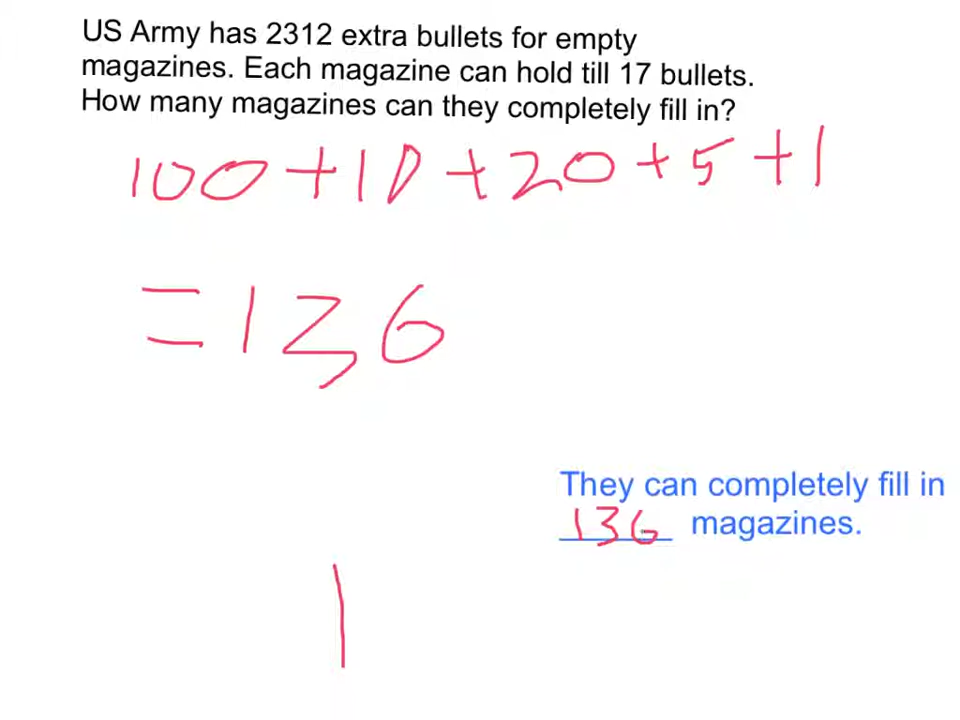 US Army has 2312 extra bullets for empty
magazines. Each magazine can hold till 17 bullets.
How many magazines can they completely fill in?
100+10+20+5+1
=136
They can completely fill in
136 magazines.
1